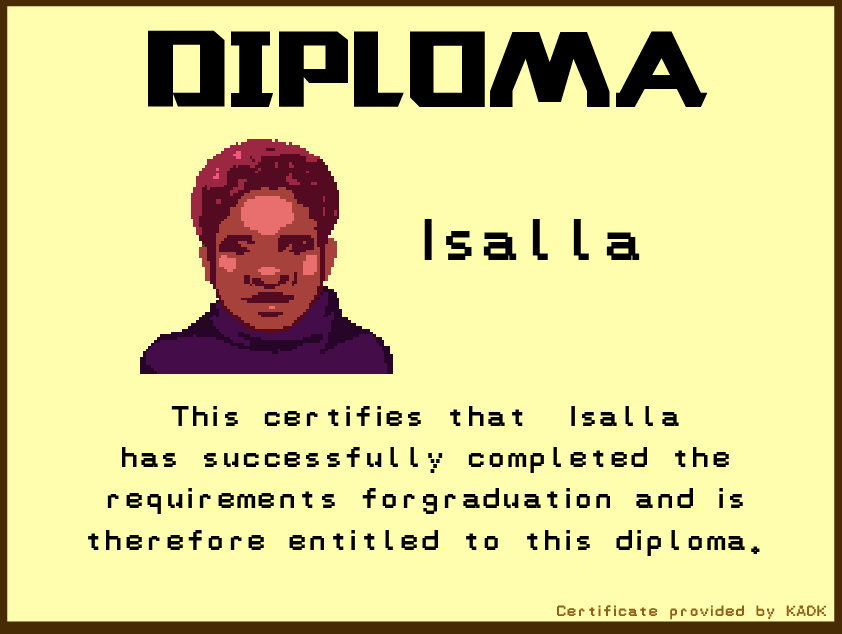 DIPLOMA
Isalla
This certifies that Isalla
has successfully completed the
requirements forgraduation and is
therefore entitled to this diploma.
Certificate provided by KADK